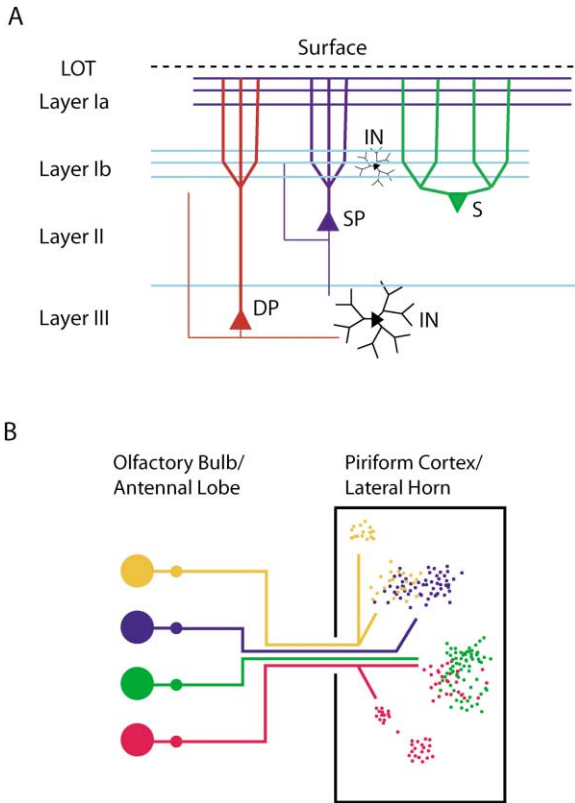 A
Surface
LOT
Layer Ia
IN
Layer Ib
S
SP
Layer II
DP
IN
Layer III
B
Olfactory Bulb/
Antennal Lobe
Piriform Cortex/
Lateral Horn